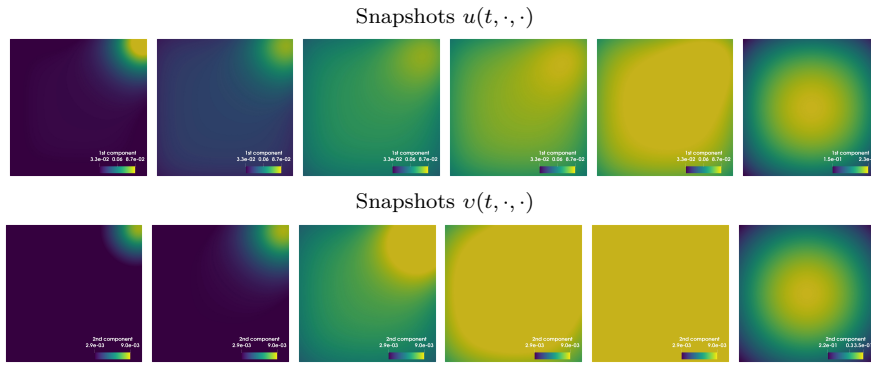 Snapshots u(t, ·, ·)
1st component 1st component 1st component 1st component 1st component 1st component
3.3e-02 0.06 8.7e-02 3.3e-02 0.06 8.7e-02 3.3e-02 0.06 8.7e-02 3.3e-02 0.06 8.7e-02 3.3e-02 0.06 8.7e-02 1.5e-01
Snapshots v(t, ·, ·)
2nd component 2nd component 2nd component 2nd component 2nd component 2nd component
2.9e-03 9.0e-03 2.9e-03 9.0e-03 2.9e-03 9.0e-03 2.9e-03 9.0e-03 2.9e-03 9.0e-03 2.2e-01